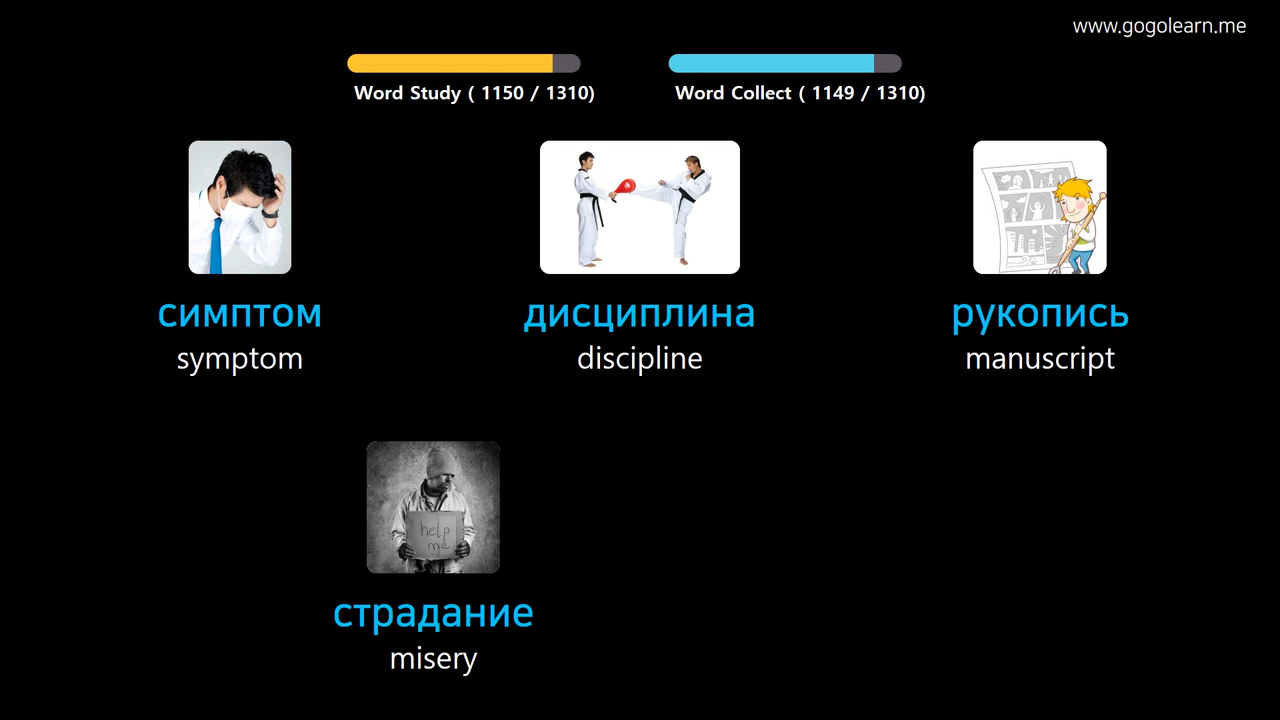 www.gogolearn.me
Word Study ( 1150 / 1310)
Word Collect ( 1149 / 1310)
симптом
symptom
дисциплина
discipline
рукопись
manuscript
help
me
страдание
misery